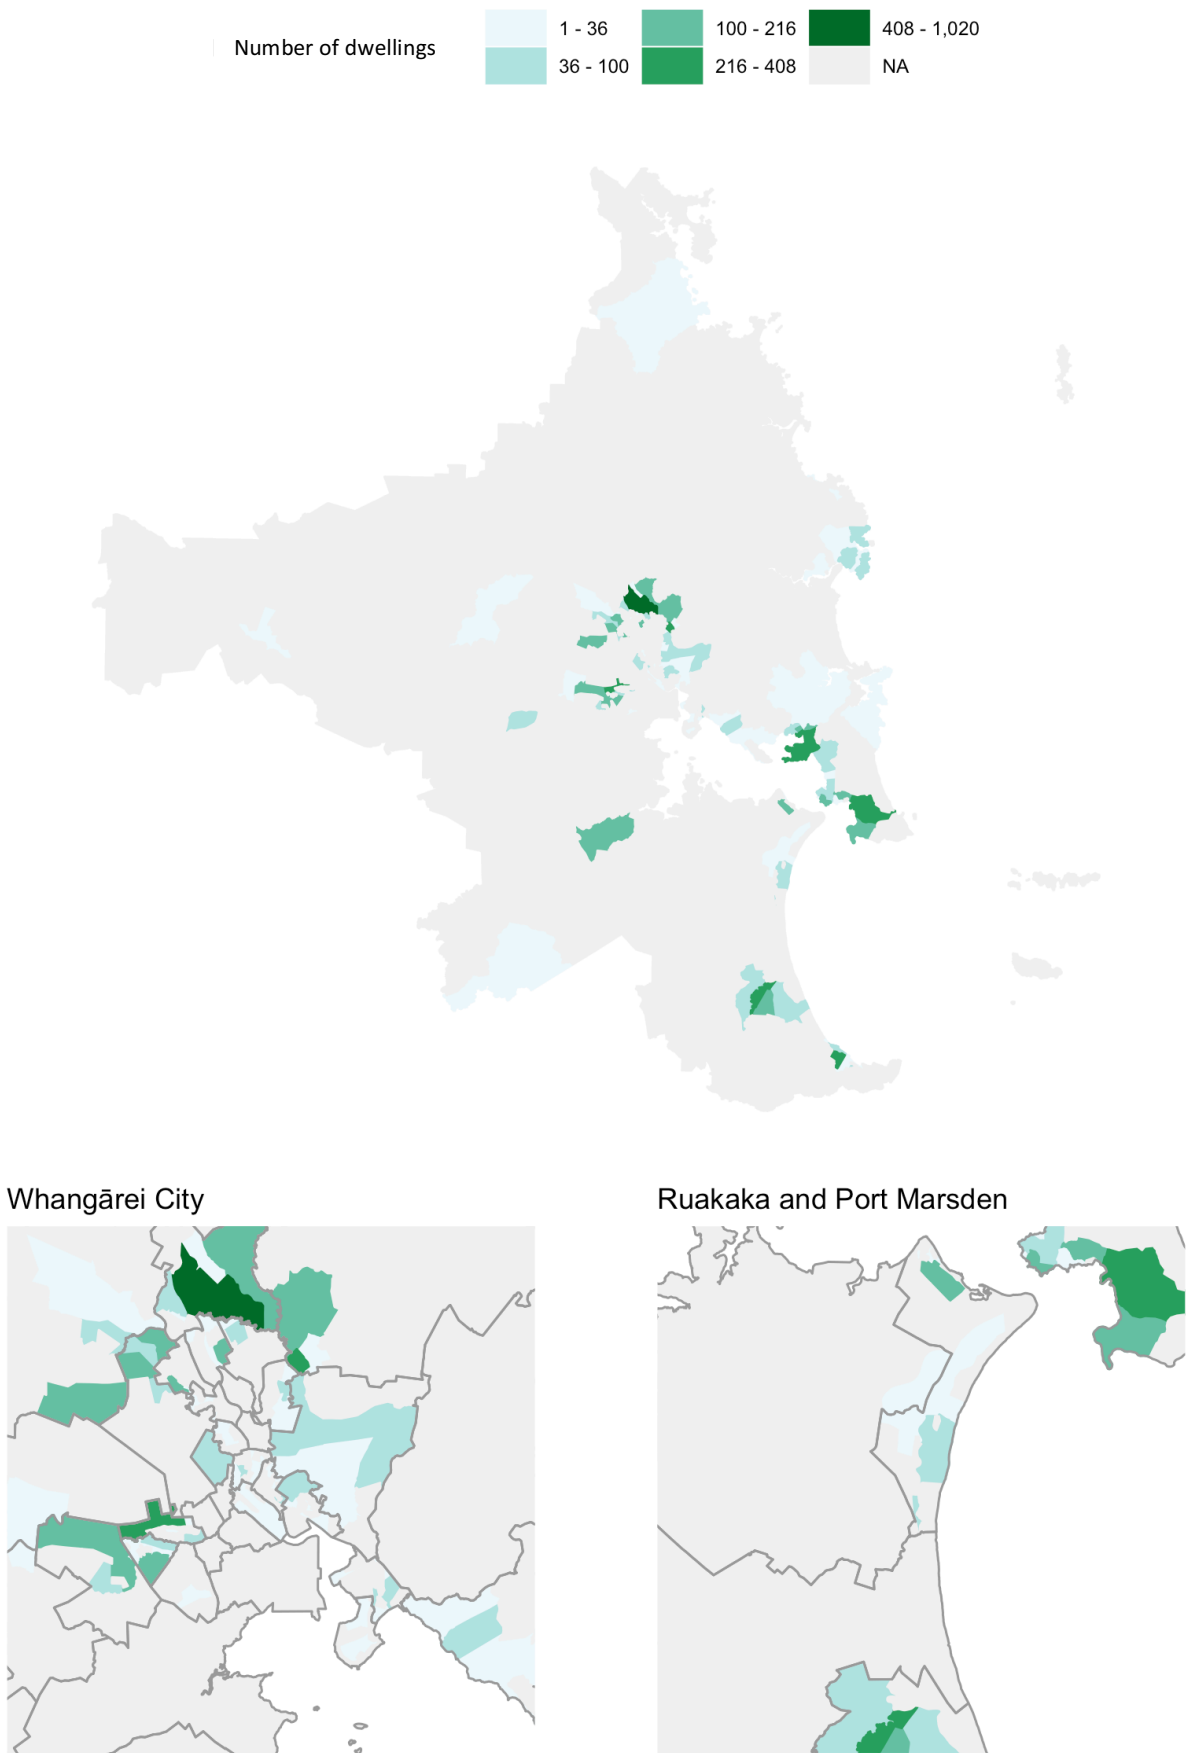 Number of dwellings
1 - 36
36 - 100
100 - 216
216 - 408
408 - 1,020
NA
Whangārei City
Ruakaka and Port Marsden